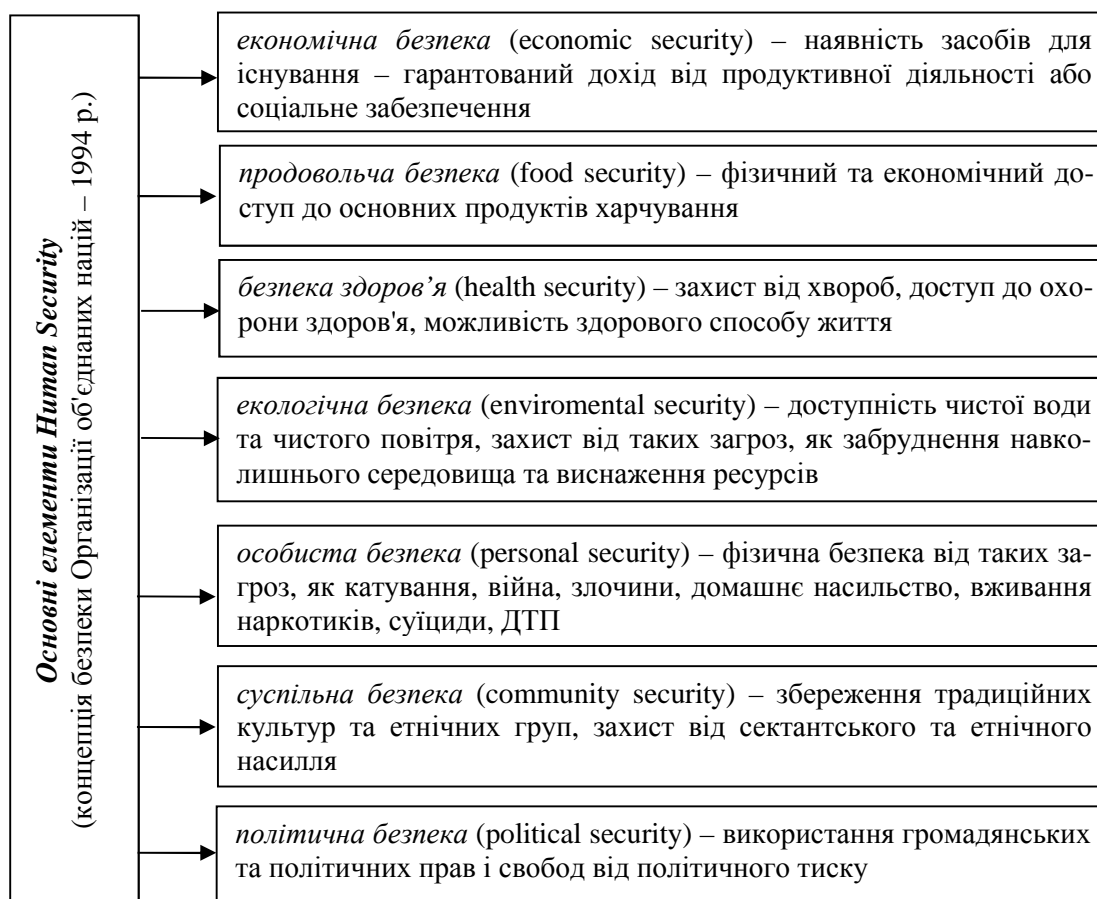 Основні елементи Human Security
(концепція безпеки Організації об'єднаних націй – 1994 р.)
економічна безпека (economic security) – наявність засобів для
існування – гарантований дохід від продуктивної діяльності або
соціальне забезпечення
продовольча безпека (food security) – фізичний та економічний до-
ступ до основних продуктів харчування
безпека здоров’я (health security) – захист від хвороб, доступ до охо-
рони здоров'я, можливість здорового способу життя
екологічна безпека (enviromental security) – доступність чистої води
та чистого повітря, захист від таких загроз, як забруднення навко-
лишнього середовища та виснаження ресурсів
особиста безпека (personal security) – фізична безпека від таких за-
гроз, як катування, війна, злочини, домашнє насильство, вживання
наркотиків, суїциди, ДТП
суспільна безпека (community security) – збереження традиційних
культур та етнічних груп, захист від сектантського та етнічного
насилля
політична безпека (political security) – використання громадянських
та політичних прав і свобод від політичного тиску